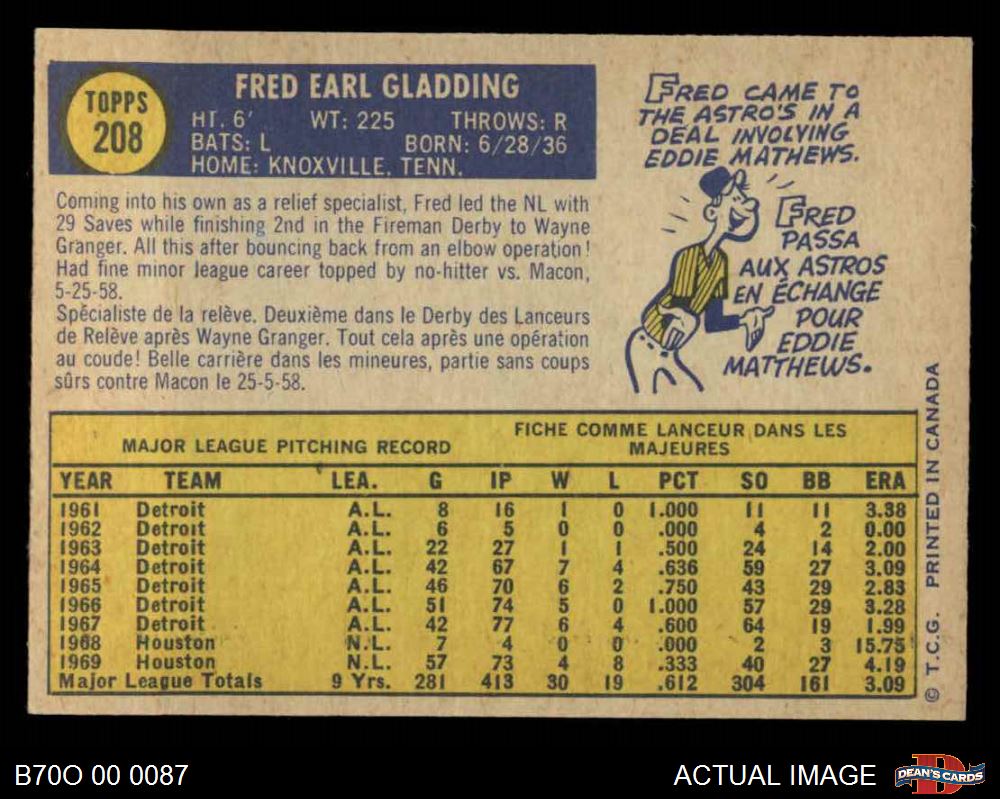 TOPPS
208
FRED EARL GLADDING
HT. 6' WT: 225 THROWS: R
BATS: L BORN: 6/28/36
HOME: KNOXVILLE, TENN.
Coming into his own as a relief specialist, Fred led the NL with
29 Saves while finishing 2nd in the Fireman Derby to Wayne
Granger. All this after bouncing back from an elbow operation!
Had fine minor league career topped by no-hitter vs. Macon,
5-25-58.
Spécialiste de la relève. Deuxième dans le Derby des Lanceurs
de Relève après Wayne Granger. Tout cela après une opération
au coude! Belle carrière dans les mineures, partie sans coups
sûrs contre Macon le 25-5-58.
FRED CAME TO
THE ASTRO'S IN A
DEAL INVOLVING
EDDIE MATHEWS.
FRED
PASSA
AUX ASTROS
EN ÉCHANGE
POUR
EDDIE
MATTHEWS.
MAJOR LEAGUE PITCHING RECORD
FICHE COMME LANCEUR DANS LES
MAJEURES
YEAR TEAM LEA. G IP W L PCT SO BB ERA
1961 Detroit A.L. 8 16 1 0 1.000 11 11 3.38
1962 Detroit A.L. 6 5 0 0 .000 4 2 0.00
1963 Detroit A.L. 22 27 1 1 .500 24 14 2.00
1964 Detroit A.L. 42 67 7 4 .636 59 27 3.09
1965 Detroit A.L. 46 70 6 2 .750 43 29 2.83
1966 Detroit A.L. 51 74 5 0 1.000 57 29 3.28
1967 Detroit A.L. 42 77 6 4 .600 64 19 1.99
1968 Houston N.L. 7 4 0 0 .000 2 3 15.75
1969 Houston N.L. 57 73 4 8 .333 40 27 4.19
Major League Totals 9 Yrs. 281 413 30 19 .612 304 161 3.09
© T.C.G. PRINTED IN CANADA
B70O 00 0087
ACTUAL IMAGE
D
DEAN'S CARDS